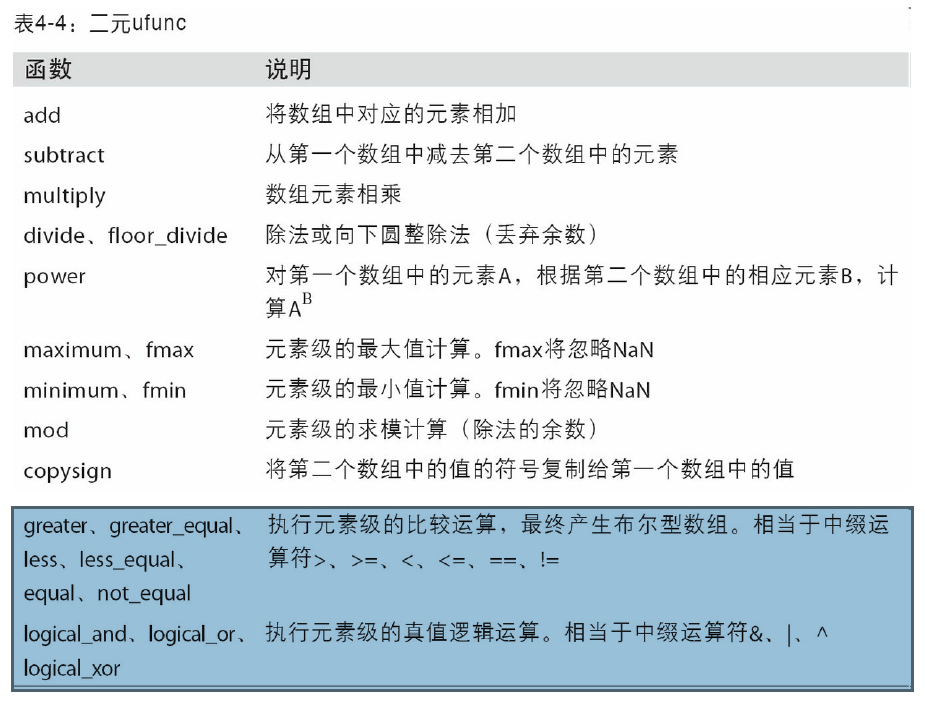 表4-4：二元ufunc
函数 说明
add 将数组中对应的元素相加
subtract 从第一个数组中减去第二个数组中的元素
multiply 数组元素相乘
divide、floor_divide 除法或向下圆整除法（丢弃余数）
power 对第一个数组中的元素A，根据第二个数组中的相应元素B，计
算A^B
maximum、fmax 元素级的最大值计算。fmax将忽略NaN
minimum、fmin 元素级的最小值计算。fmin将忽略NaN
mod 元素级的求模计算（除法的余数）
copysign 将第二个数组中的值的符号复制给第一个数组中的值
greater、greater_equal、 执行元素级的比较运算，最终产生布尔型数组。相当于中缀运
less、less_equal、 算符>、>=、<、<=、==、!=
equal、not_equal
logical_and、logical_or、 执行元素级的真值逻辑运算。相当于中缀运算符&、|、^
logical_xor